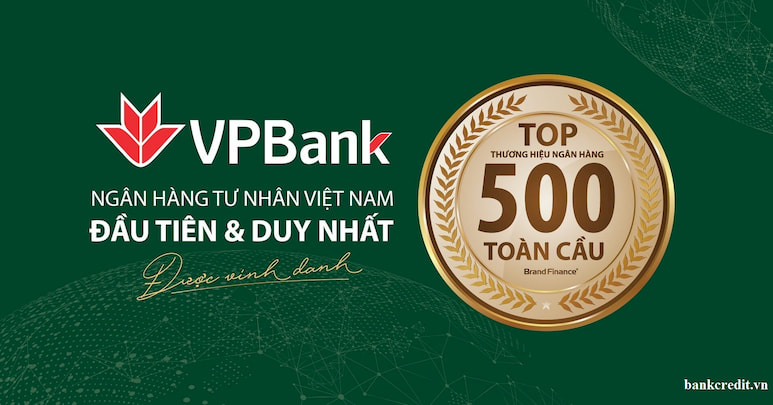 VPBank
NGÂN HÀNG TƯ NHÂN VIỆT NAM
ĐẦU TIÊN & DUY NHẤT
Được vinh danh
TOP
THƯƠNG HIỆU NGÂN HÀNG
500
TOÀN CẦU
Brand Finance®
bankcredit.vn